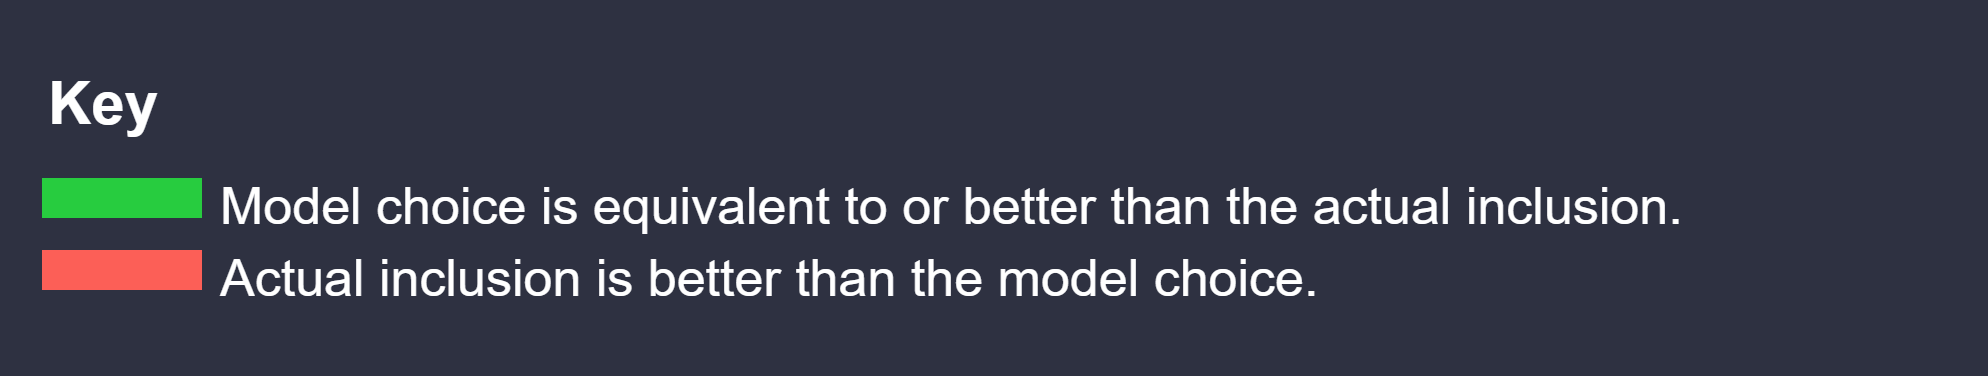 Key
Model choice is equivalent to or better than the actual inclusion.
Actual inclusion is better than the model choice.